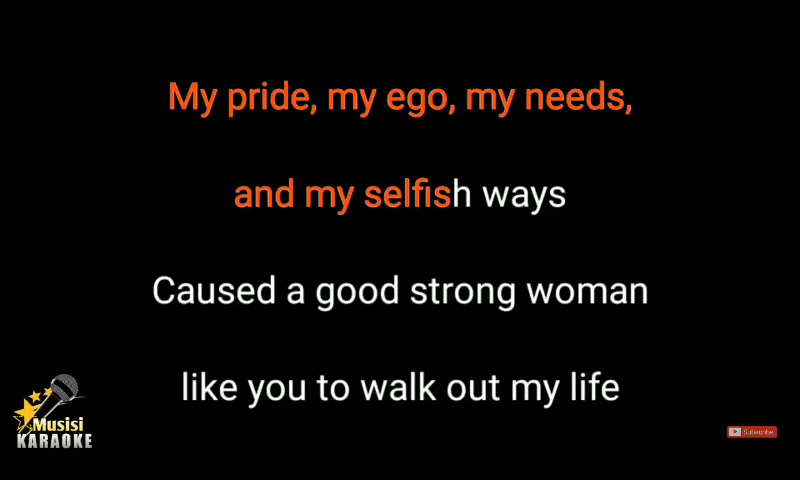 My pride, my ego, my needs,
and my selfish ways
Caused a good strong woman
like you to walk out my life
Musisi
KARAOKE
Subscribe